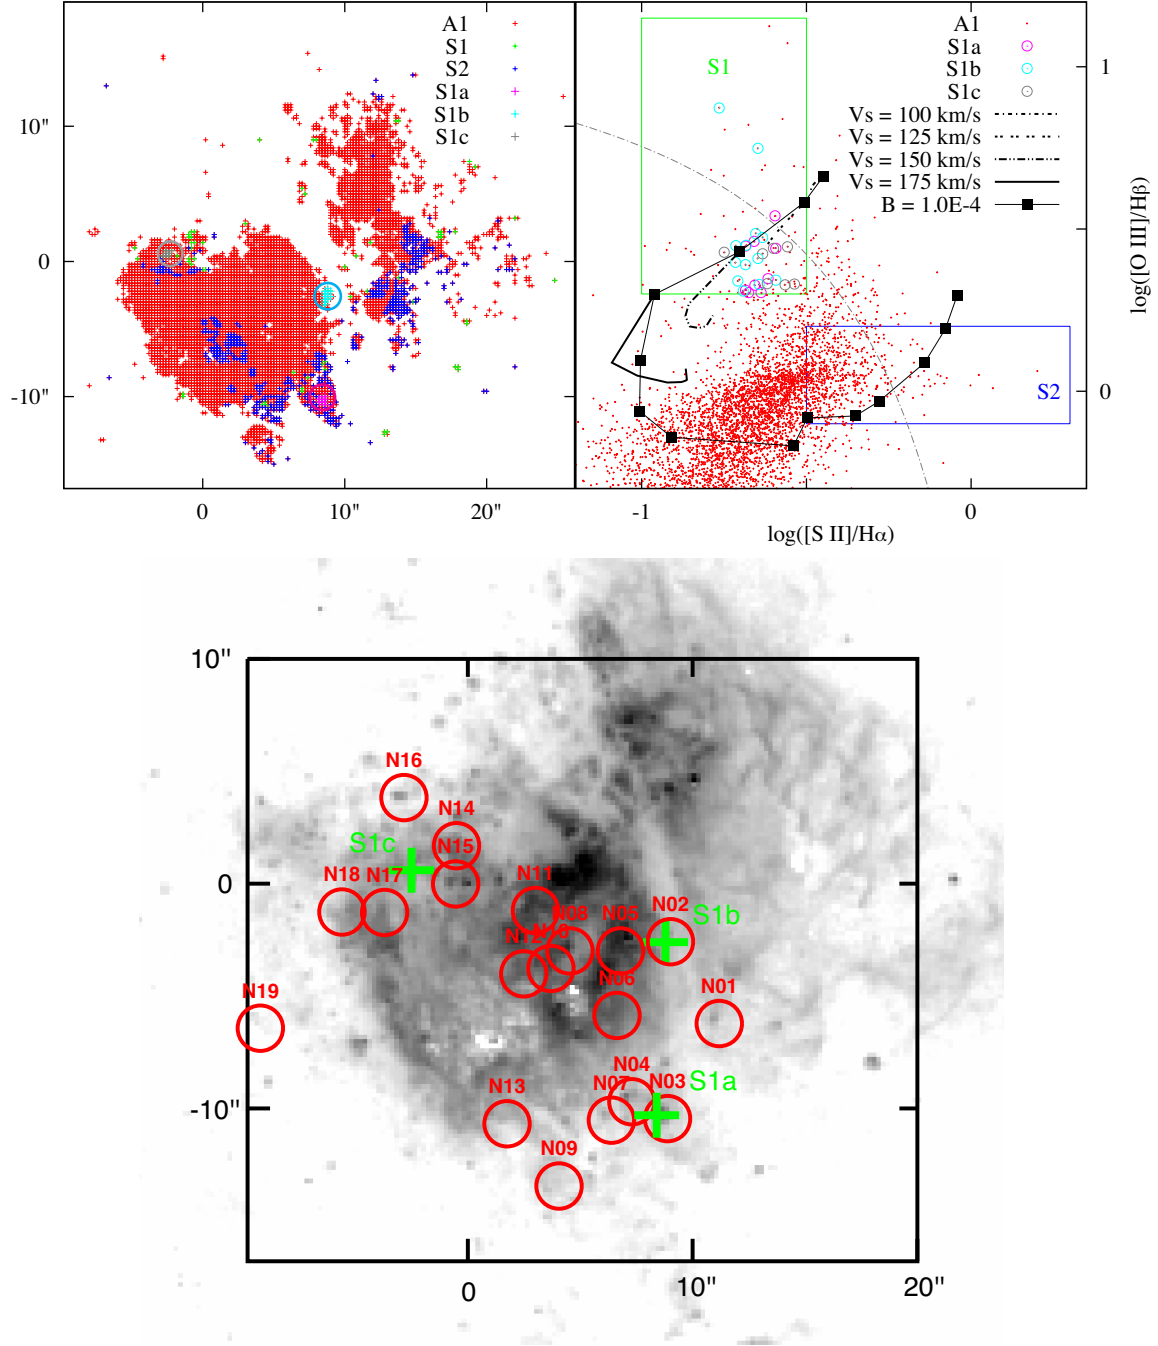 A1
S1
S2
S1a
S1b
S1c
10"
0
-10"
0
10"
20"
A1
S1a
S1b
S1c
Vs = 100 km/s
Vs = 125 km/s
Vs = 150 km/s
Vs = 175 km/s
B = 1.0E-4
S1
S2
1
0
log([O III]/Hβ)
-1
0
log([S II]/Hα)
10"
N16
N14
S1c
N15
N18 N17
N11
0
N08 N05 N02
S1b
N12
N06
N01
N19
N04
S1a
N13
N07
N03
-10"
N09
0
10"
20"